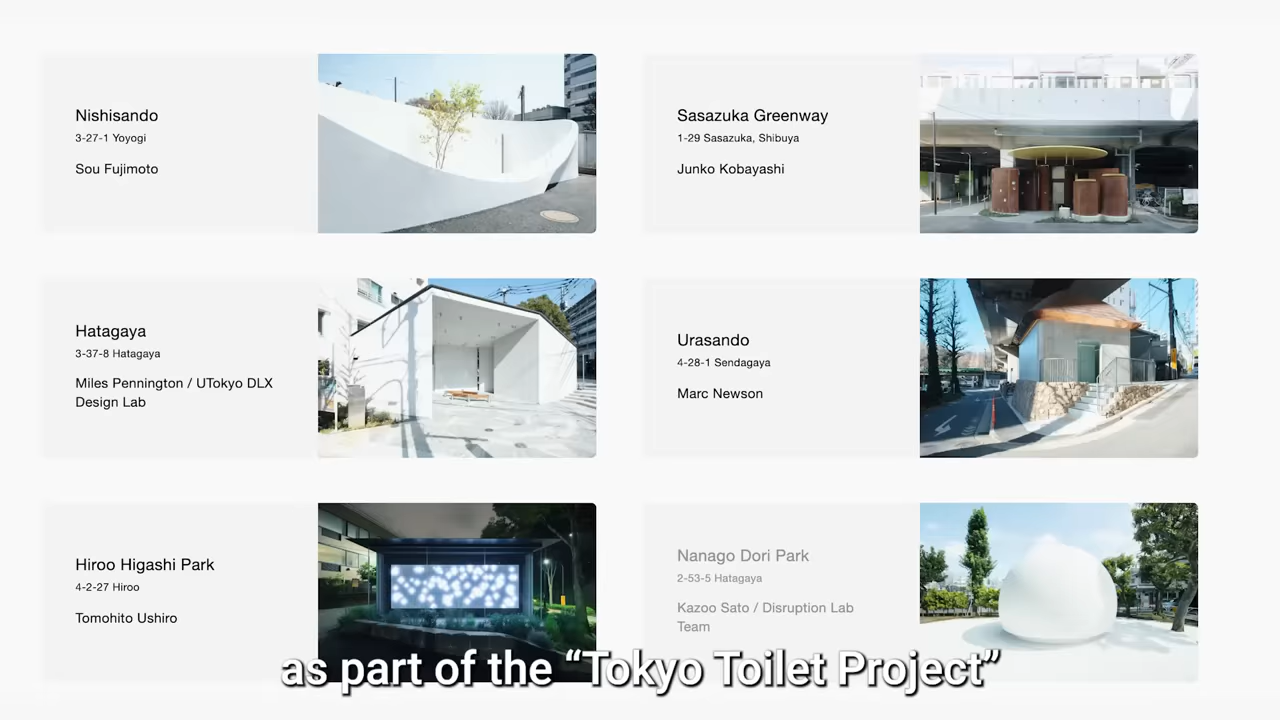 Nishisando
3-27-1 Yoyogi
Sou Fujimoto
Sasazuka Greenway
1-29 Sasazuka, Shibuya
Junko Kobayashi
Hatagaya
3-37-8 Hatagaya
Miles Pennington / UTokyo DLX
Design Lab
Urasando
4-28-1 Sendagaya
Marc Newson
Hiroo Higashi Park
4-2-27 Hiroo
Tomohito Ushiro
Nanago Dori Park
2-53-5 Hatagaya
Kazoo Sato / Disruption Lab
Team
as part of the “Tokyo Toilet Project”